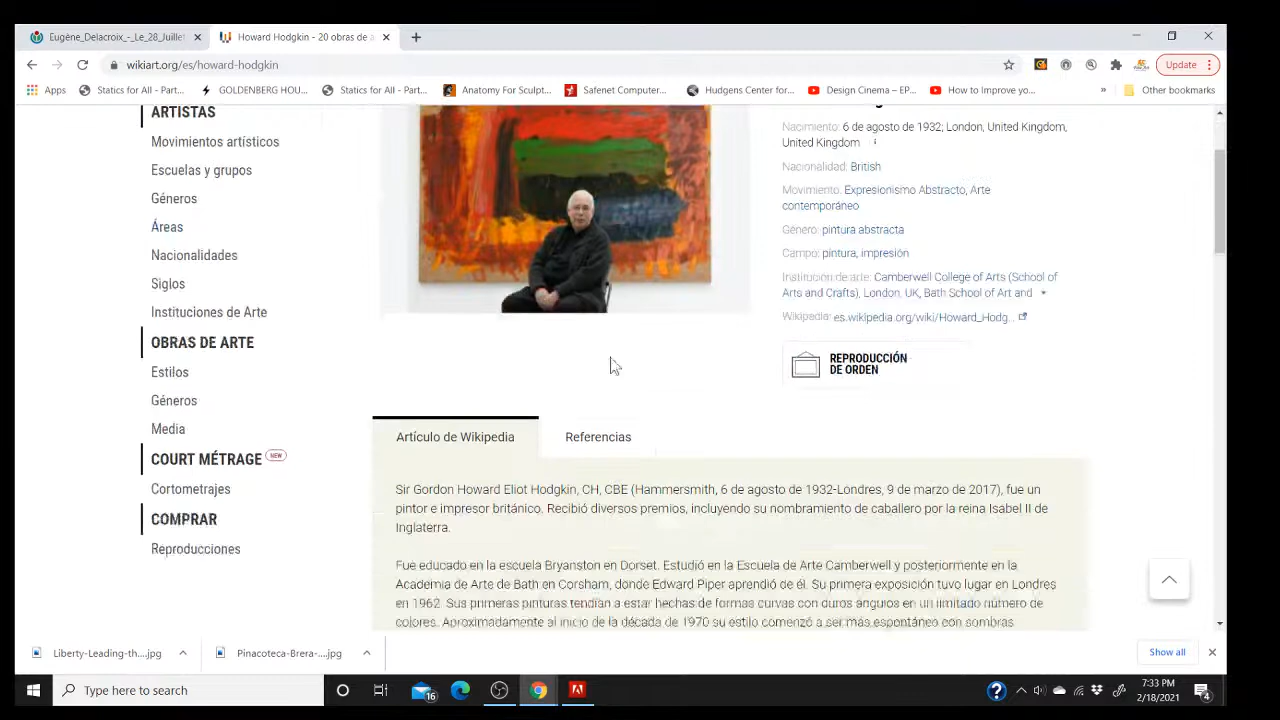 Eugène_Delacroix_-_Le_28_Juillet
Howard Hodgkin - 20 obras de a
wikiart.org/es/howard-hodgkin
Update
Apps
Statics for All - Part...
GOLDENBERG HOU...
Statics for All - Part...
Anatomy For Sculpt...
Safenet Computer...
Hudgens Center for...
Design Cinema – EP...
How to Improve yo...
»
Other bookmarks
ARTISTAS
Movimientos artísticos
Escuelas y grupos
Géneros
Áreas
Nacionalidades
Siglos
Instituciones de Arte
OBRAS DE ARTE
Estilos
Géneros
Media
COURT MÉTRAGE NEW
Cortometrajes
COMPRAR
Reproducciones
Nacimiento: 6 de agosto de 1932; London, United Kingdom,
United Kingdom
Nacionalidad: British
Movimiento: Expresionismo Abstracto, Arte
contemporáneo
Género: pintura abstracta
Campo: pintura, impresión
Institución de arte: Camberwell College of Arts (School of
Arts and Crafts), London, UK, Bath School of Art and
Wikipedia: es.wikipedia.org/wiki/Howard_Hodg...
REPRODUCCIÓN
DE ORDEN
Artículo de Wikipedia
Referencias
Sir Gordon Howard Eliot Hodgkin, CH, CBE (Hammersmith, 6 de agosto de 1932-Londres, 9 de marzo de 2017), fue un
pintor e impresor británico. Recibió diversos premios, incluyendo su nombramiento de caballero por la reina Isabel II de
Inglaterra.
Fue educado en la escuela Bryanston en Dorset. Estudió en la Escuela de Arte Camberwell y posteriormente en la
Academia de Arte de Bath en Corsham, donde Edward Piper aprendió de él. Su primera exposición tuvo lugar en Londres
en 1962. Sus primeras pinturas tendían a estar hechas de formas curvas con duros ángulos en un limitado número de
colores. Aproximadamente al inicio de la década de 1970 su estilo comenzó a ser más espontáneo con sombras
Liberty-Leading-th....jpg
Pinacoteca-Brera-....jpg
Show all
Type here to search
16
7:33 PM
2/18/2021
4